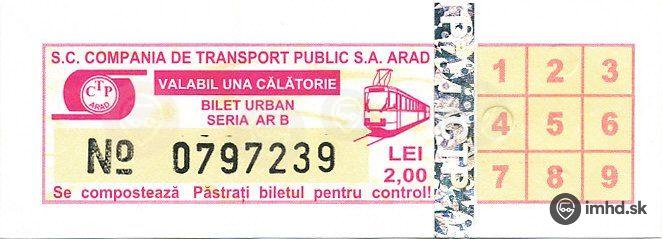 S.C. COMPANIA DE TRANSPORT PUBLIC S.A. ARAD
CTP
ARAD
VALABIL UNA CĂLĂTORIE
BILET URBAN
SERIA AR B
№ 0797239
LEI
2,00
Se compostează Păstrați biletul pentru control!
1 2 3
4 5 6
7 8 9
imhd.sk